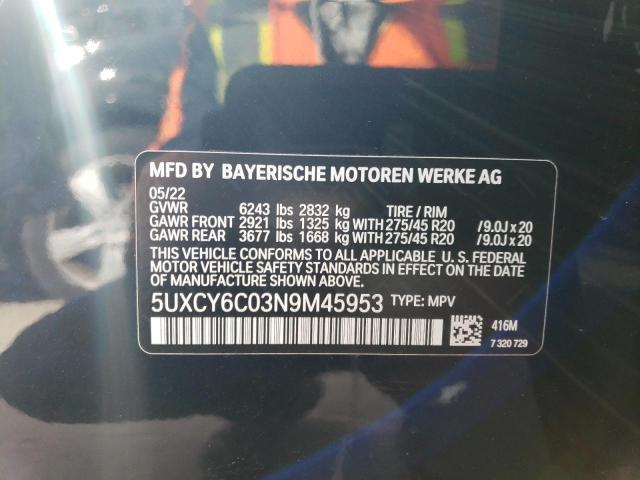 MFD BY BAYERISCHE MOTOREN WERKE AG
05/22
GVWR 6243 lbs 2832 kg TIRE / RIM
GAWR FRONT 2921 lbs 1325 kg WITH 275/45 R20 /9.0J x 20
GAWR REAR 3677 lbs 1668 kg WITH 275/45 R20 /9.0J x 20
THIS VEHICLE CONFORMS TO ALL APPLICABLE U. S. FEDERAL
MOTOR VEHICLE SAFETY STANDARDS IN EFFECT ON THE
DATE OF MANUFACTURE SHOWN ABOVE.
5UXCY6C03N9M45953 TYPE: MPV
416M
7 320 729